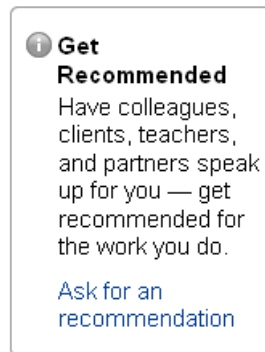 Get
Recommended
Have colleagues,
clients, teachers,
and partners speak
up for you — get
recommended for
the work you do.
Ask for an
recommendation